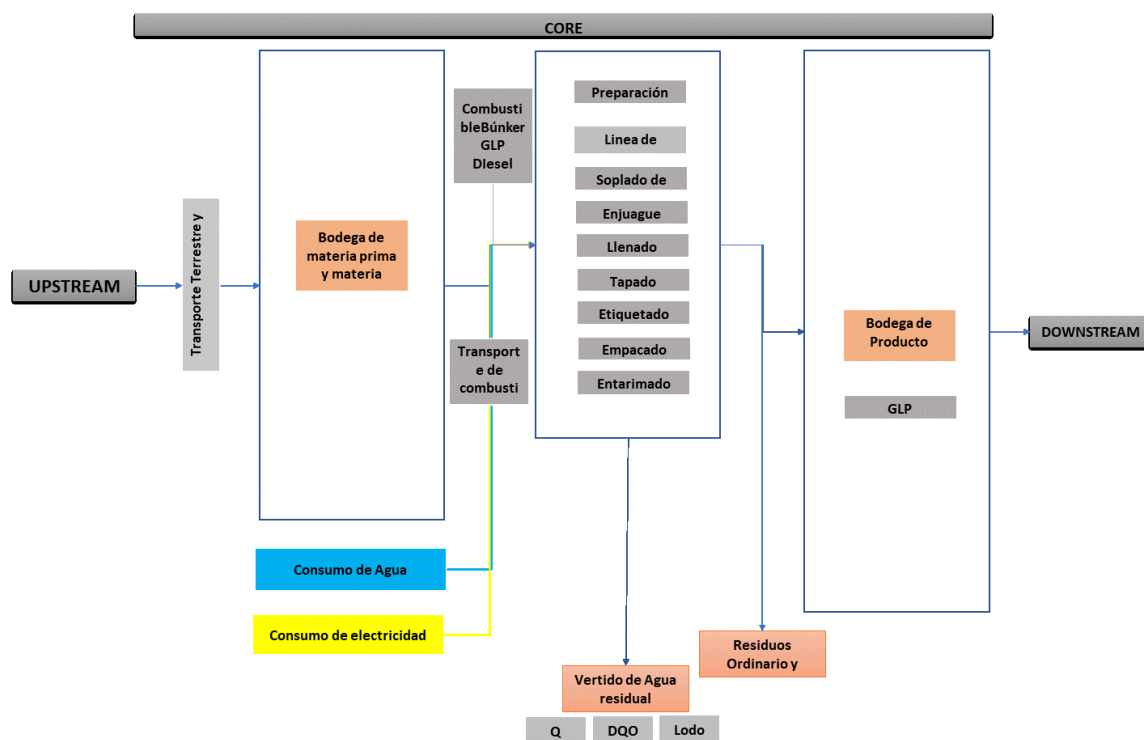 CORE
UPSTREAM
Transporte Terrestre y
Bodega de
materia prima
y materia
Combusti
bleBúnker
GLP
DIesel
Transport
e de
combusti
Consumo de Agua
Consumo de electricidad
Preparación
Linea de
Soplado de
Enjuague
Llenado
Tapado
Etiquetado
Empacado
Entarimado
Vertido de Agua
residual
Q
DQO
Lodo
Residuos
Ordinario y
Bodega de
Producto
GLP
DOWNSTREAM